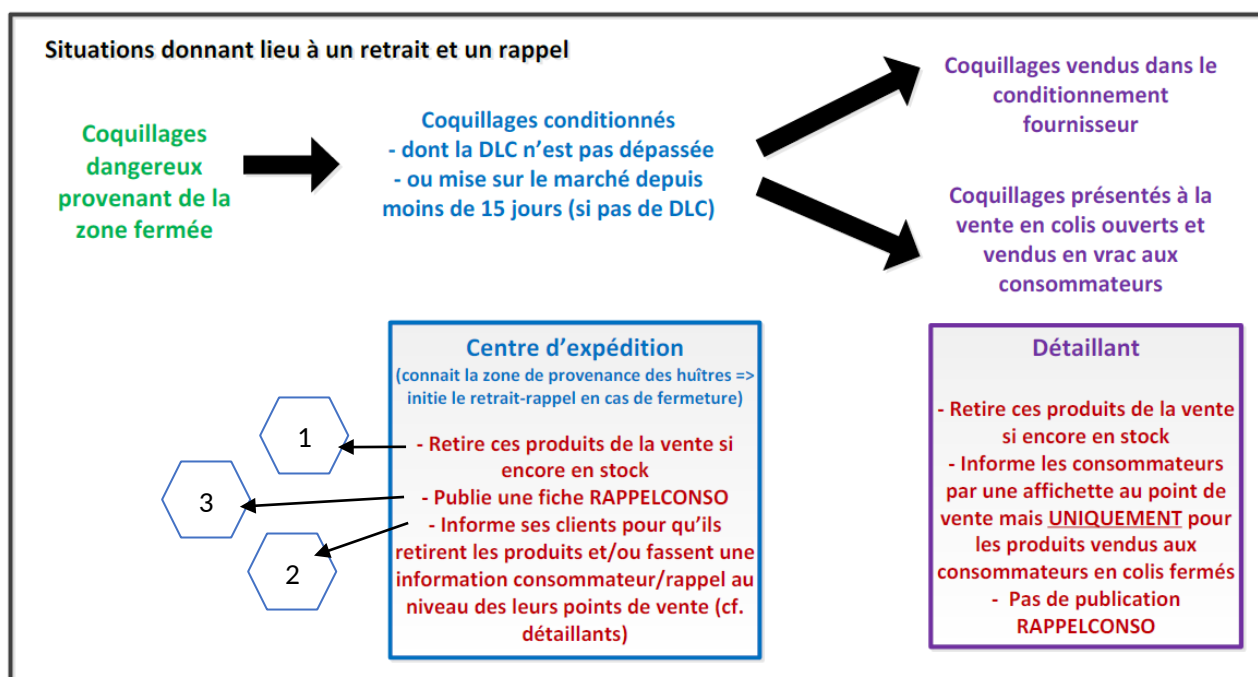 Situations donnant lieu à un retrait et un rappel
Coquillages
dangereux
provenant de la
zone fermée
Coquillages conditionnés
- dont la DLC n'est pas dépassée
- ou mise sur le marché depuis
moins de 15 jours (si pas de DLC)
Coquillages vendus dans le
conditionnement
fournisseur
Coquillages présentés à la
vente en colis ouverts et
vendus en vrac aux
consommateurs
Centre d'expédition
(connait la zone de provenance des huîtres =>
initie le retrait-rappel en cas de fermeture)
1
- Retire ces produits de la vente si
encore en stock
3
- Publie une fiche RAPPELCONSO
2
- Informe ses clients pour qu'ils
retirent les produits et/ou fassent une
information consommateur/rappel au
niveau des leurs points de vente (cf.
détaillants)
Détaillant
- Retire ces produits de la vente
si encore en stock
- Informe les consommateurs
par une affichette au point de
vente mais UNIQUEMENT pour
les produits vendus aux
consommateurs en colis fermés
- Pas de publication
RAPPELCONSO